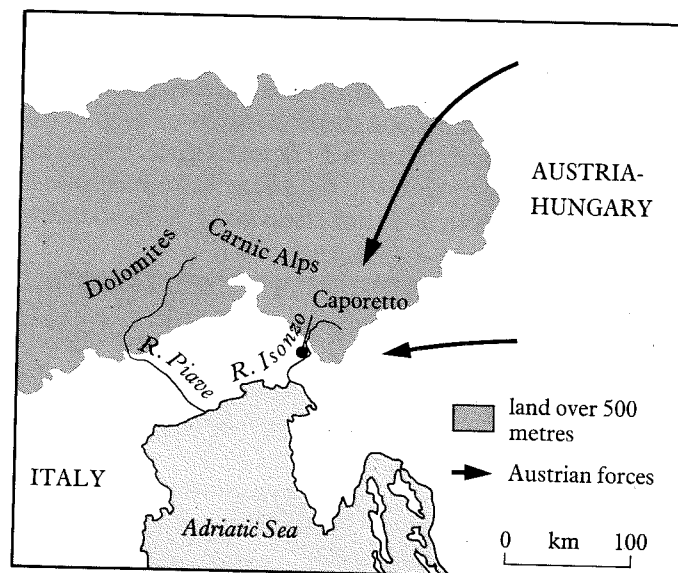 AUSTRIA-
HUNGARY
Dolomites
Carnic Alps
Caporetto
R. Piave
R. Isonzo
land over 500
metres
ITALY
Austrian forces
Adriatic Sea
0 km 100